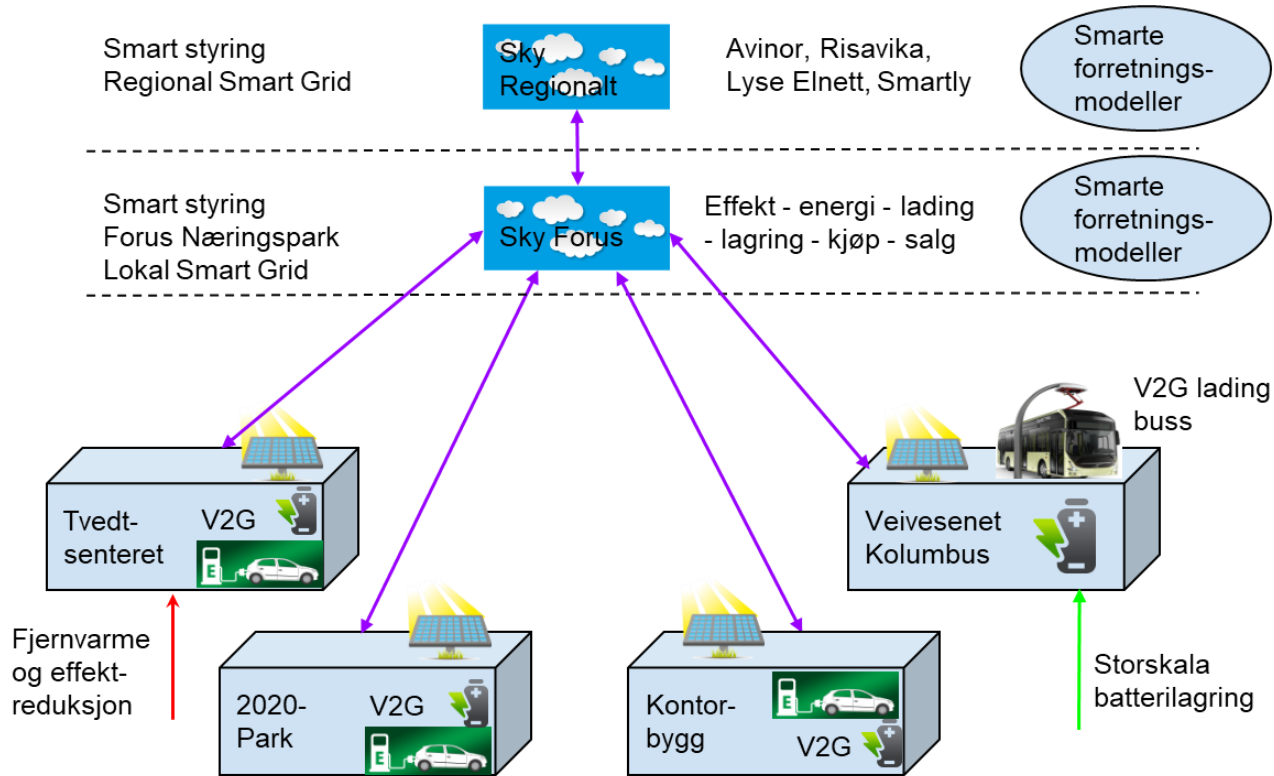 Smart styring
Regional Smart Grid
Sky
Regionalt
Avinor, Risavika,
Lyse Elnett, Smartly
Smarte
forretnings-
modeller
Smart styring
Forus Næringspark
Lokal Smart Grid
Sky Forus
Effekt - energi - lading
- lagring - kjøp - salg
Smarte
forretnings-
modeller
V2G lading
buss
Tvedt-
senteret
V2G
E
Veivesenet
Kolumbus
Fjernvarme
og effekt-
reduksjon
2020-
Park
V2G
E
Kontor-
bygg
E
V2G
Storskala
batterilagring